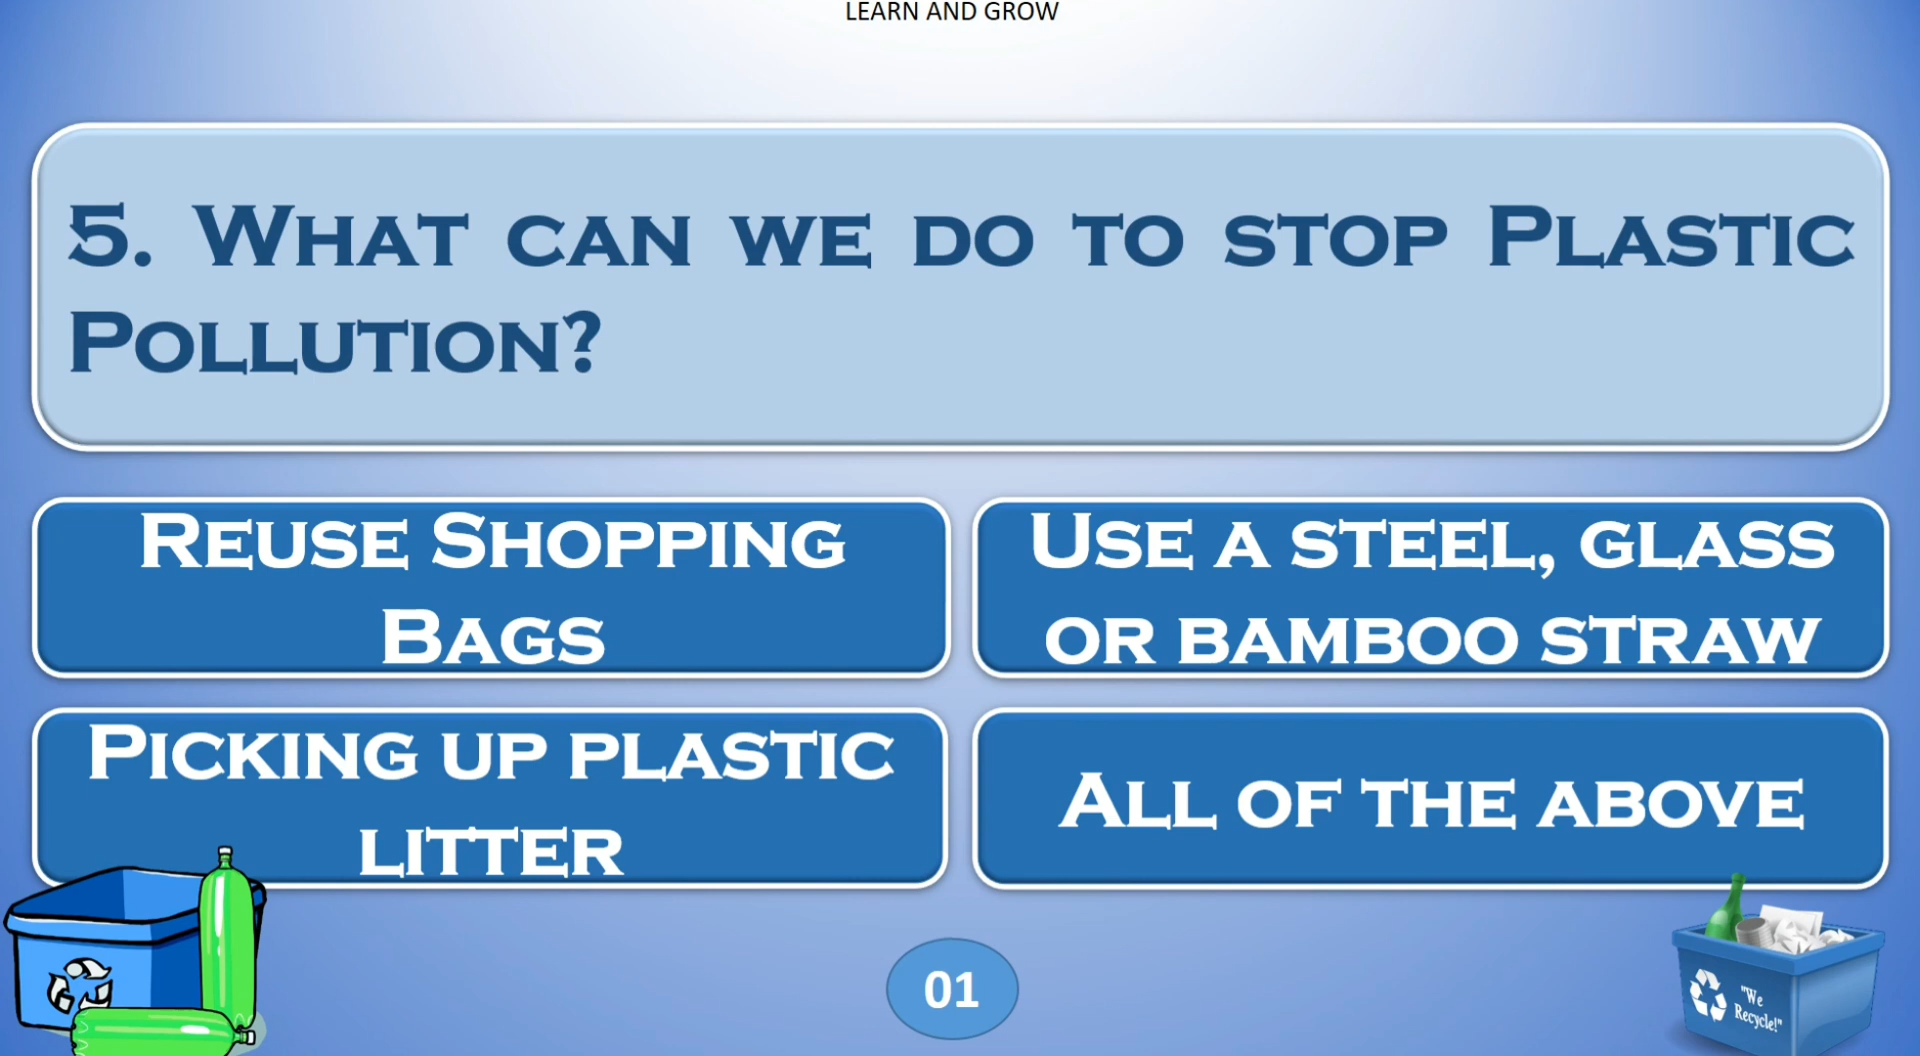 LEARN AND GROW
5. What can we do to stop Plastic
Pollution?
Reuse Shopping
Bags
Use a steel, glass
or bamboo straw
Picking up plastic
litter
All of the above
01
"We
Recycle!"